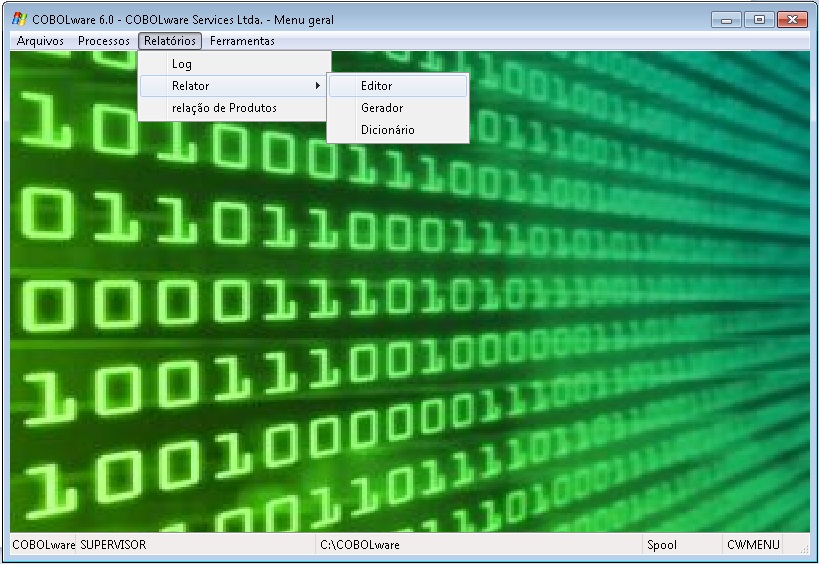 COBOLware 6.0 - COBOLware Services Ltda. - Menu geral
Arquivos Processos Relatórios Ferramentas
Log
Relator
relação de Produtos
Editor
Gerador
Dicionário
COBOLware SUPERVISOR C:\COBOLware Spool CWMENU